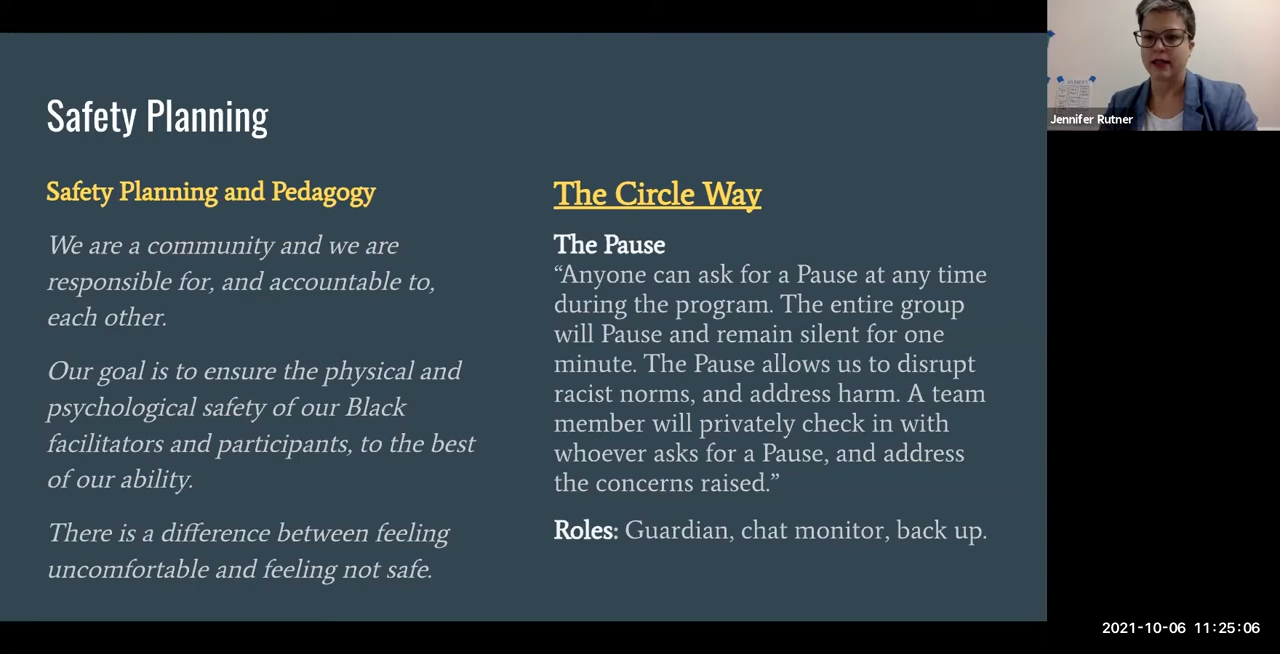 Safety Planning
Safety Planning and Pedagogy
We are a community and we are
responsible for, and accountable to,
each other.
Our goal is to ensure the physical and
psychological safety of our Black
facilitators and participants, to the best
of our ability.
There is a difference between feeling
uncomfortable and feeling not safe.
The Circle Way
The Pause
“Anyone can ask for a Pause at any time
during the program. The entire group
will Pause and remain silent for one
minute. The Pause allows us to disrupt
racist norms, and address harm. A team
member will privately check in with
whoever asks for a Pause, and address
the concerns raised.”
Roles: Guardian, chat monitor, back up.
Jennifer Rutner
2021-10-06 11:25:06